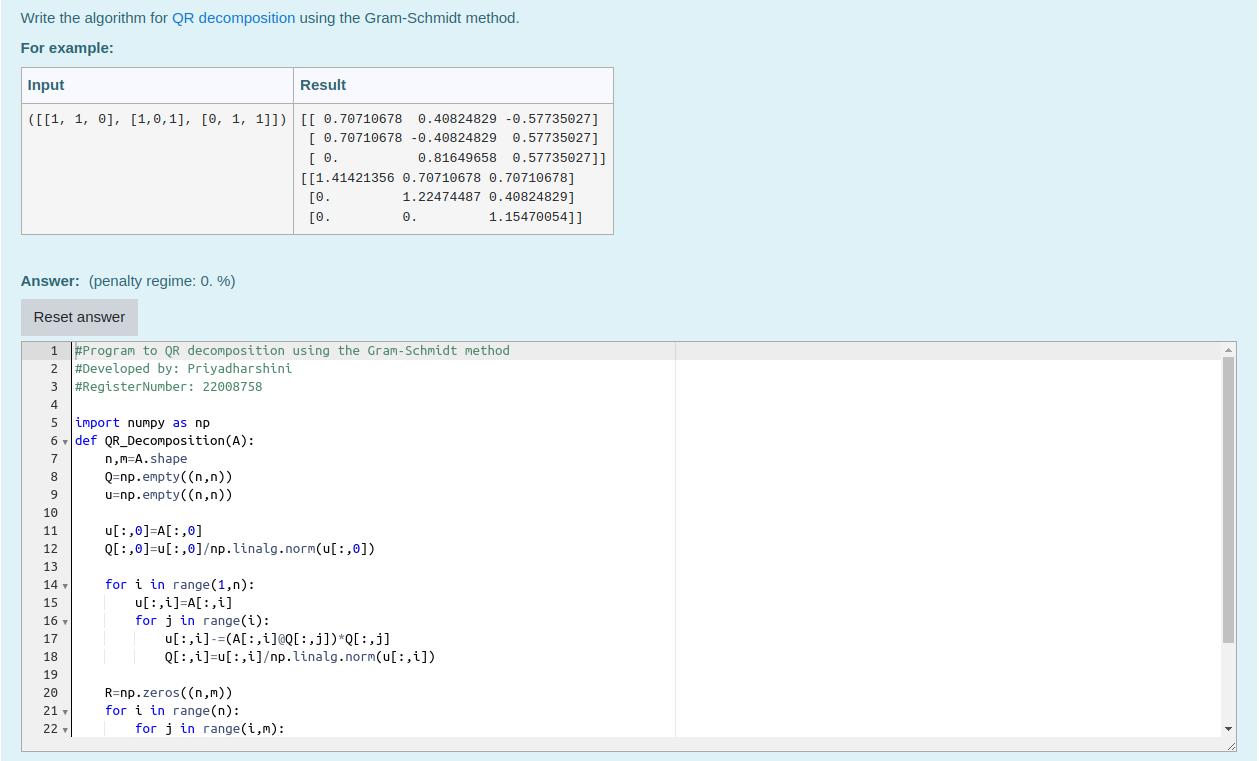 Write the algorithm for QR decomposition using the Gram-Schmidt method.
For example:
Input Result
([[1, 1, 0], [1,0,1], [0, 1, 1]]) [[ 0.70710678  0.40824829 -0.57735027]
 [ 0.70710678 -0.40824829  0.57735027]
 [ 0.          0.81649658  0.57735027]]
[[1.41421356 0.70710678 0.70710678]
 [0.         1.22474487 0.40824829]
 [0.         0.         1.15470054]]
Answer: (penalty regime: 0. %)
Reset answer
1 #Program to QR decomposition using the Gram-Schmidt method
2 #Developed by: Priyadharshini
3 #RegisterNumber: 22008758
4
5 import numpy as np
6 def QR_Decomposition(A):
7     n,m=A.shape
8     Q=np.empty((n,n))
9     u=np.empty((n,n))
10
11     u[:,0]=A[:,0]
12     Q[:,0]=u[:,0]/np.linalg.norm(u[:,0])
13
14     for i in range(1,n):
15         u[:,i]=A[:,i]
16         for j in range(i):
17             u[:,i]-=(A[:,i]@Q[:,j])*Q[:,j]
18             Q[:,i]=u[:,i]/np.linalg.norm(u[:,i])
19
20     R=np.zeros((n,m))
21     for i in range(n):
22         for j in range(i,m):